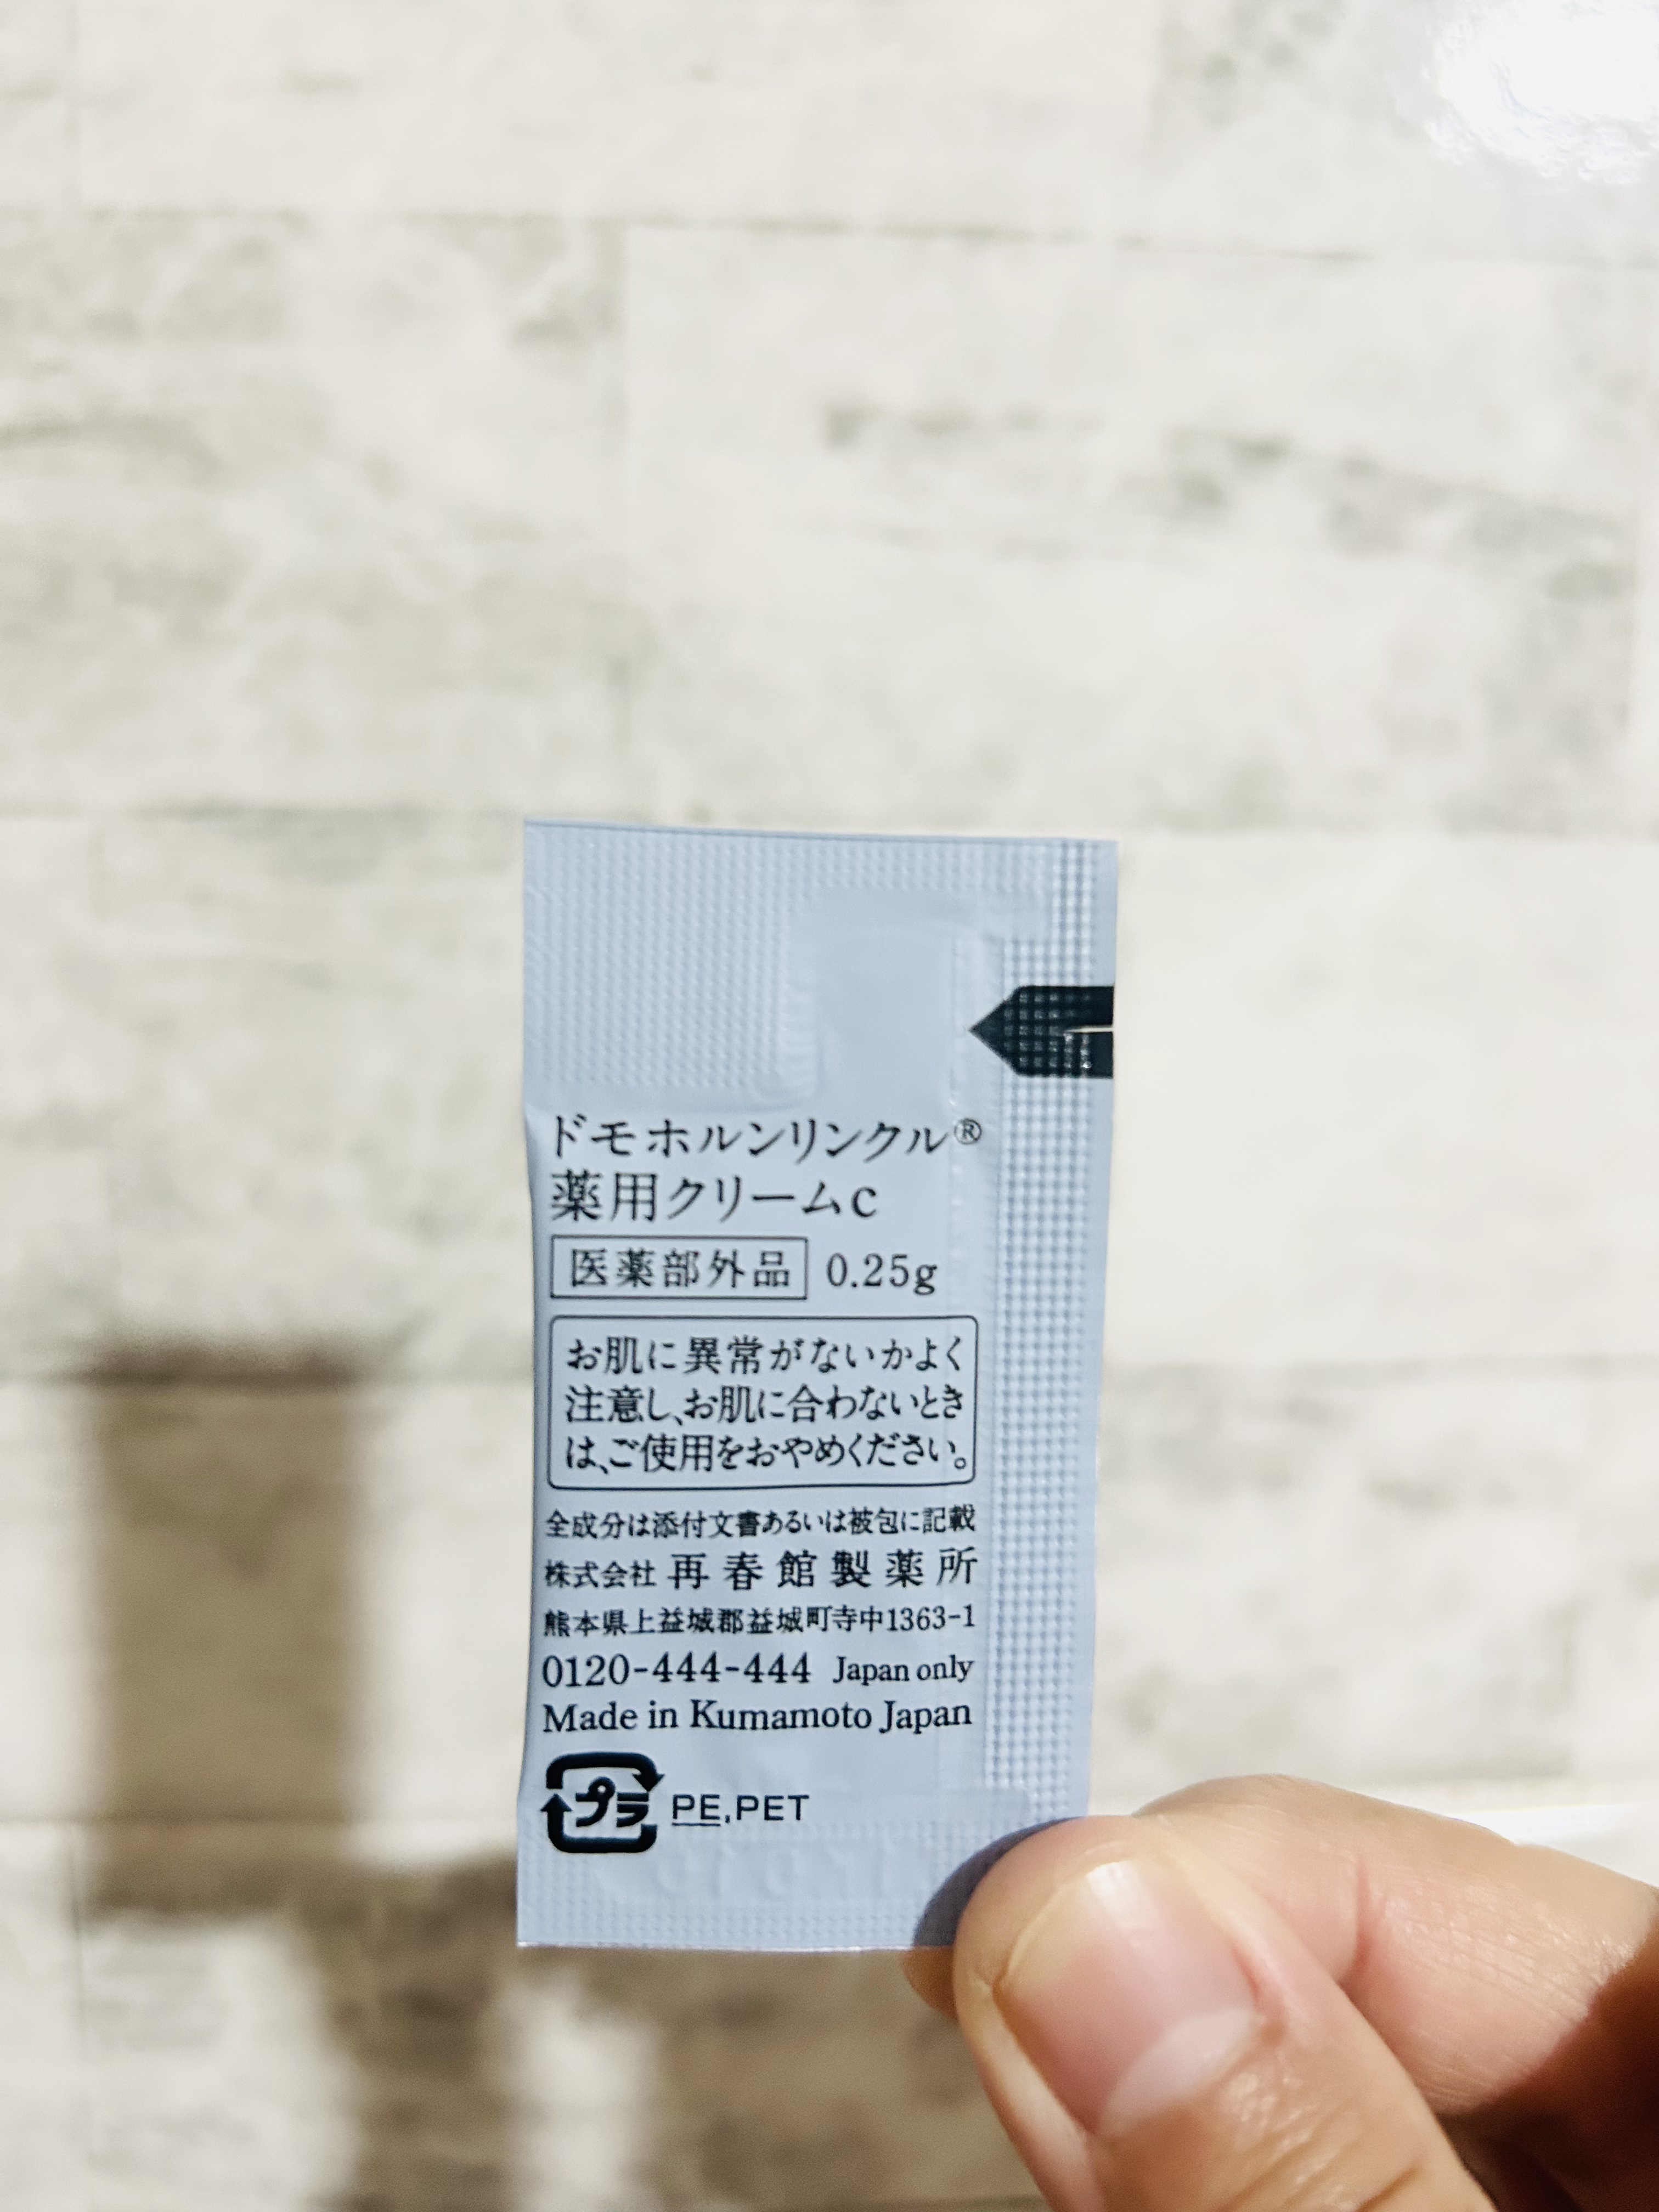 ドモホルンリンクル®
薬用クリームc
医薬部外品 0.25g
お肌に異常がないかよく
注意し、お肌に合わないとき
は、ご使用をおやめください。
全成分は添付文書あるいは被包に記載
株式会社 再春館製薬所
熊本県上益城郡益城町寺中1363-1
0120-444-444 Japan only
Made in Kumamoto Japan
プラ PE,PET